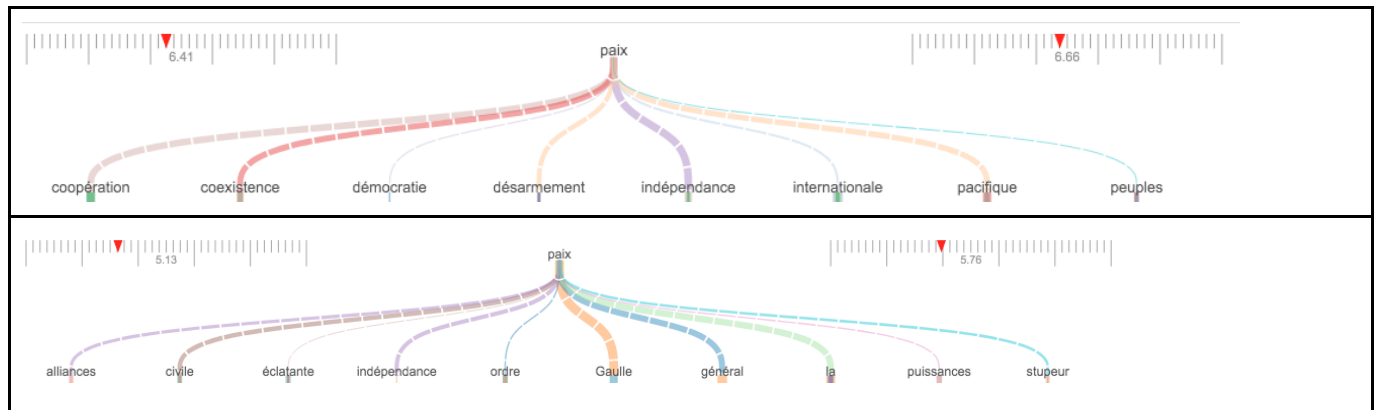 6.41 paix 6.66
coopération coexistence démocratie désarmement indépendance internationale pacifique peuples
5.13 paix 5.76
alliances civile éclatante indépendance ordre Gaulle général la puissances stupeur